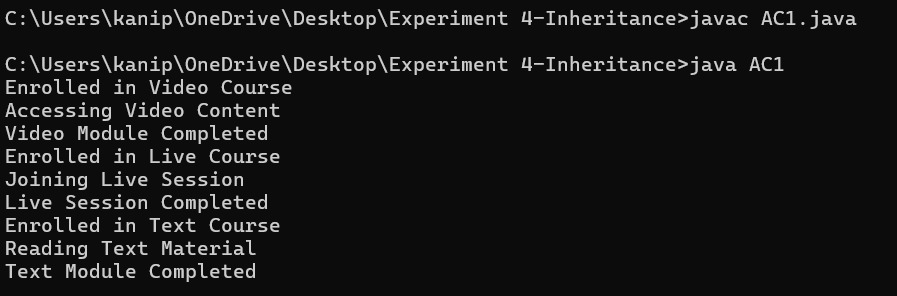 C:\Users\kanip\OneDrive\Desktop\Experiment 4-Inheritance>javac AC1.java
C:\Users\kanip\OneDrive\Desktop\Experiment 4-Inheritance>java AC1
Enrolled in Video Course
Accessing Video Content
Video Module Completed
Enrolled in Live Course
Joining Live Session
Live Session Completed
Enrolled in Text Course
Reading Text Material
Text Module Completed